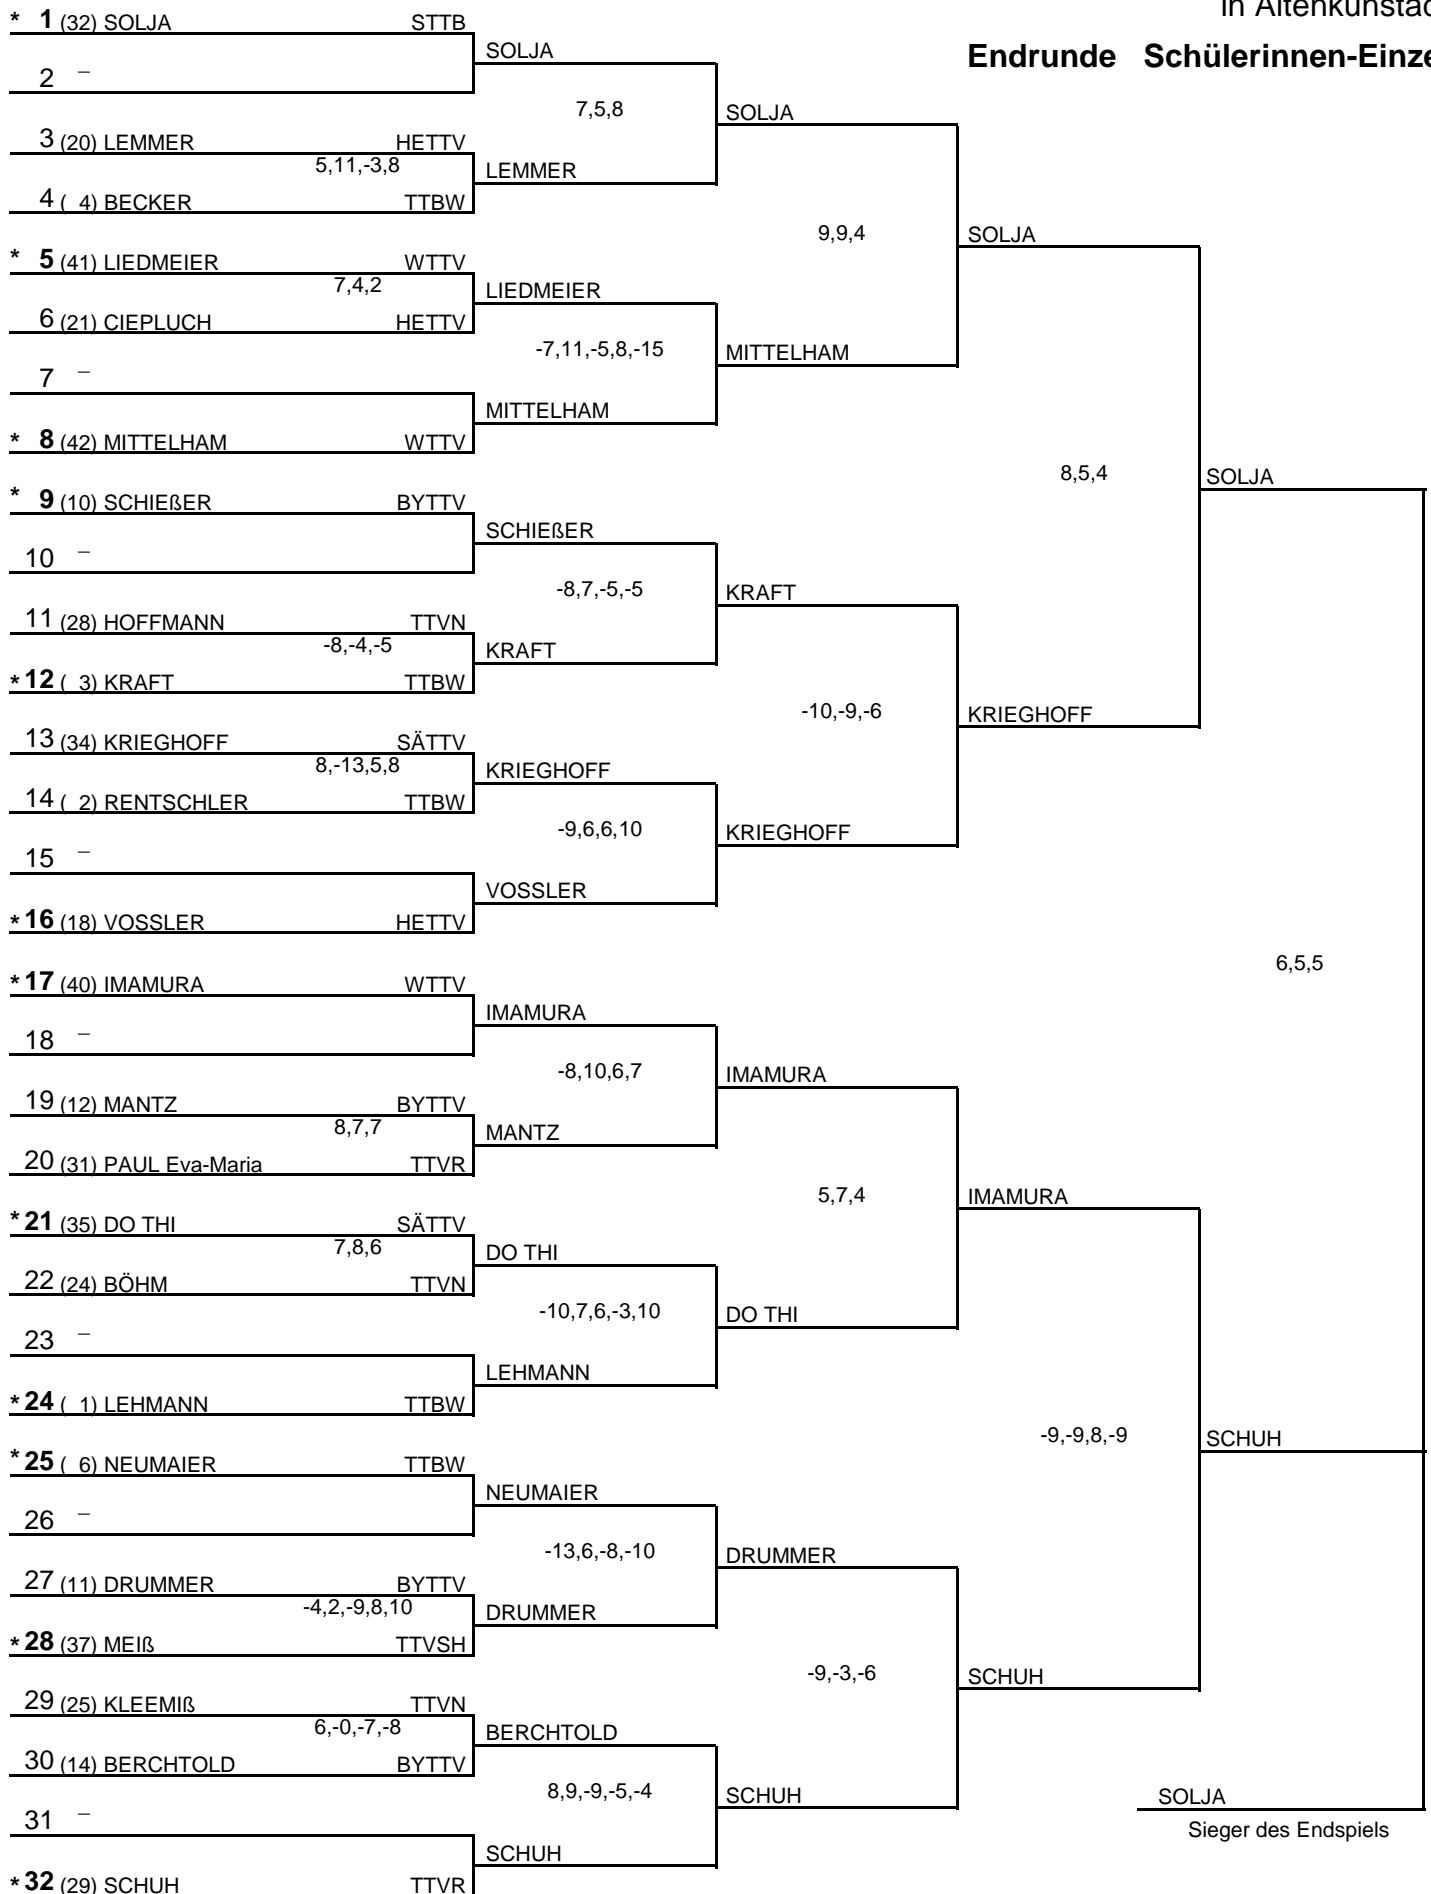 in Altenkunstad
Endrunde Schülerinnen-Einze
* 1 (32) SOLJA STTB
SOLJA
2 –
7,5,8
SOLJA
3 (20) LEMMER HETTV
5,11,-3,8
LEMMER
4 ( 4) BECKER TTBW
9,9,4
SOLJA
* 5 (41) LIEDMEIER WTTV
7,4,2
LIEDMEIER
6 (21) CIEPLUCH HETTV
-7,11,-5,8,-15
MITTELHAM
7 –
MITTELHAM
* 8 (42) MITTELHAM WTTV
8,5,4
SOLJA
* 9 (10) SCHIEßER BYTTV
SCHIEßER
10 –
-8,7,-5,-5
KRAFT
11 (28) HOFFMANN TTVN
-8,-4,-5
KRAFT
* 12 ( 3) KRAFT TTBW
-10,-9,-6
KRIEGHOFF
13 (34) KRIEGHOFF SÄTTV
8,-13,5,8
KRIEGHOFF
14 ( 2) RENTSCHLER TTBW
-9,6,6,10
KRIEGHOFF
15 –
VOSSLER
* 16 (18) VOSSLER HETTV
6,5,5
* 17 (40) IMAMURA WTTV
IMAMURA
18 –
-8,10,6,7
IMAMURA
19 (12) MANTZ BYTTV
8,7,7
MANTZ
20 (31) PAUL Eva-Maria TTVR
5,7,4
IMAMURA
* 21 (35) DO THI SÄTTV
7,8,6
DO THI
22 (24) BÖHM TTVN
-10,7,6,-3,10
DO THI
23 –
LEHMANN
* 24 ( 1) LEHMANN TTBW
-9,-9,8,-9
SCHUH
* 25 ( 6) NEUMAIER TTBW
NEUMAIER
26 –
-13,6,-8,-10
DRUMMER
27 (11) DRUMMER BYTTV
-4,2,-9,8,10
DRUMMER
* 28 (37) MEIß TTVSH
-9,-3,-6
SCHUH
29 (25) KLEEMIß TTVN
6,-0,-7,-8
BERCHTOLD
30 (14) BERCHTOLD BYTTV
8,9,-9,-5,-4
SCHUH
SOLJA
31 –
Sieger des Endspiels
SCHUH
* 32 (29) SCHUH TTVR